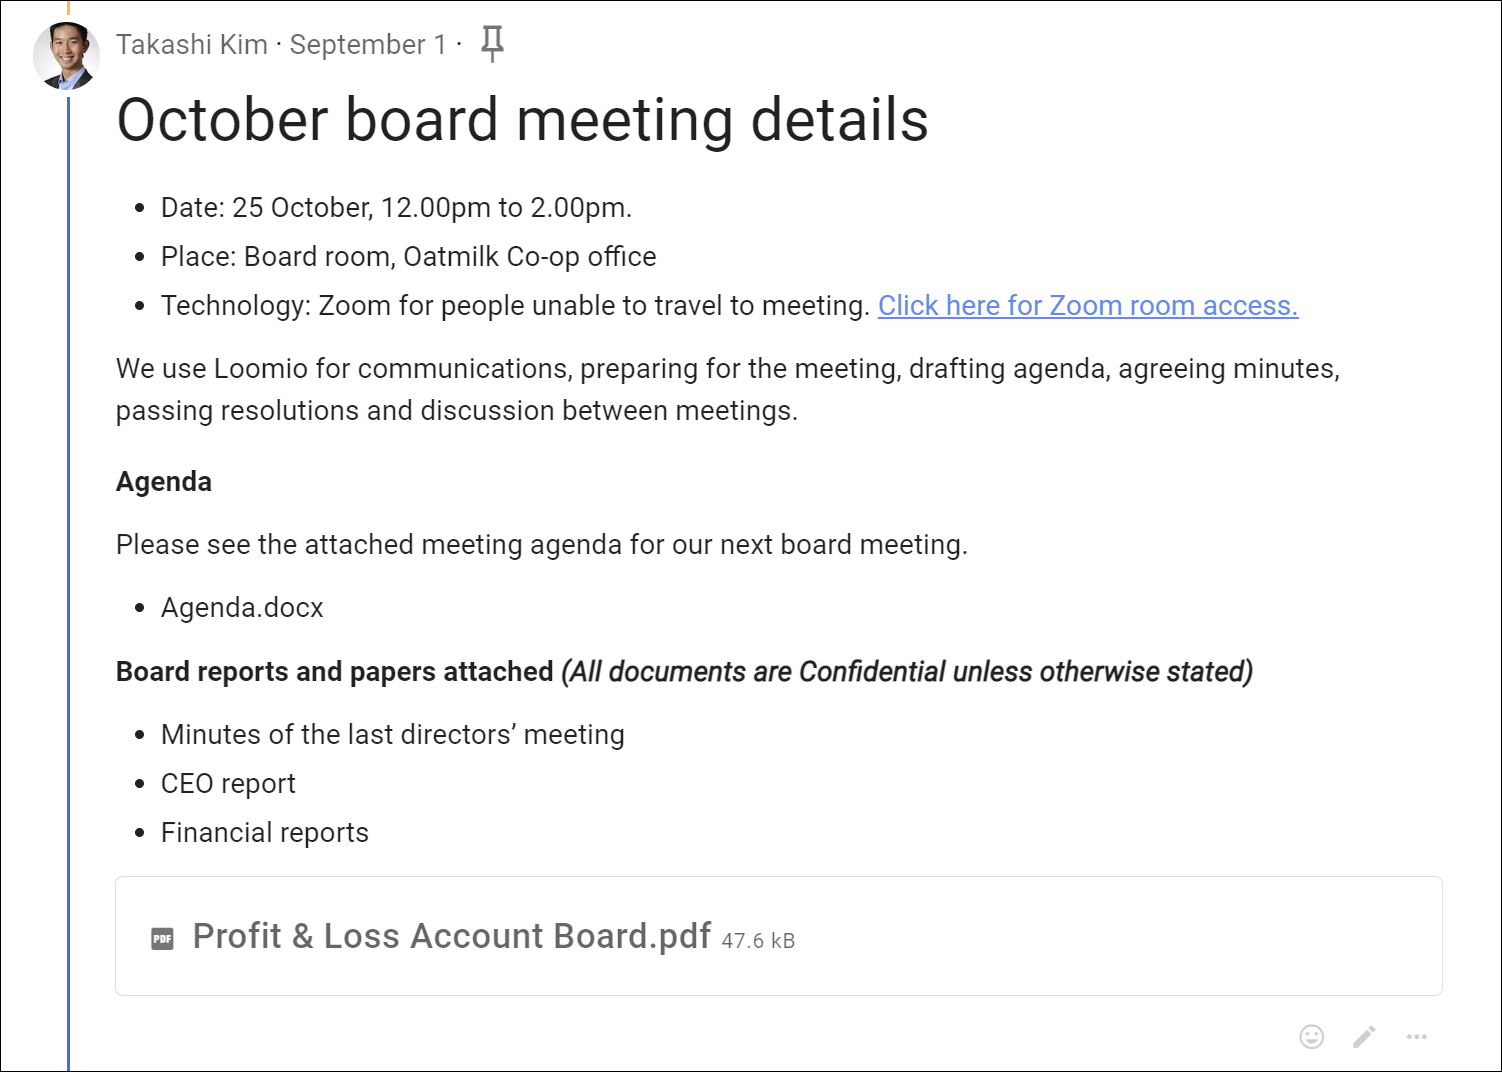 Takashi Kim · September 1 ·
October board meeting details
• Date: 25 October, 12.00pm to 2.00pm.
• Place: Board room, Oatmilk Co-op office
• Technology: Zoom for people unable to travel to meeting. Click here for Zoom room access.
We use Loomio for communications, preparing for the meeting, drafting agenda, agreeing minutes,
passing resolutions and discussion between meetings.
Agenda
Please see the attached meeting agenda for our next board meeting.
• Agenda.docx
Board reports and papers attached (All documents are Confidential unless otherwise stated)
• Minutes of the last directors’ meeting
• CEO report
• Financial reports
PDF Profit & Loss Account Board.pdf 47.6 kB